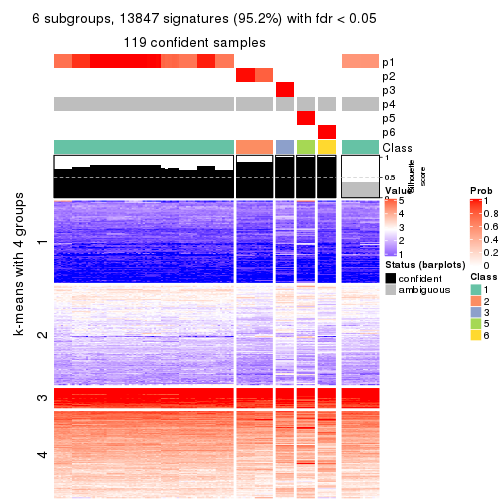 6 subgroups, 13847 signatures (95.2%) with fdr < 0.05
119 confident samples
p1
p2
p3
p4
p5
p6
Class
1
0.5
0
Silhouette
score
k-means with 4 groups
1
2
3
4
Value
5
4
3
2
1
Status (barplots)
confident
ambiguous
Prob
1
0.8
0.6
0.4
0.2
0
Class
1
2
3
5
6